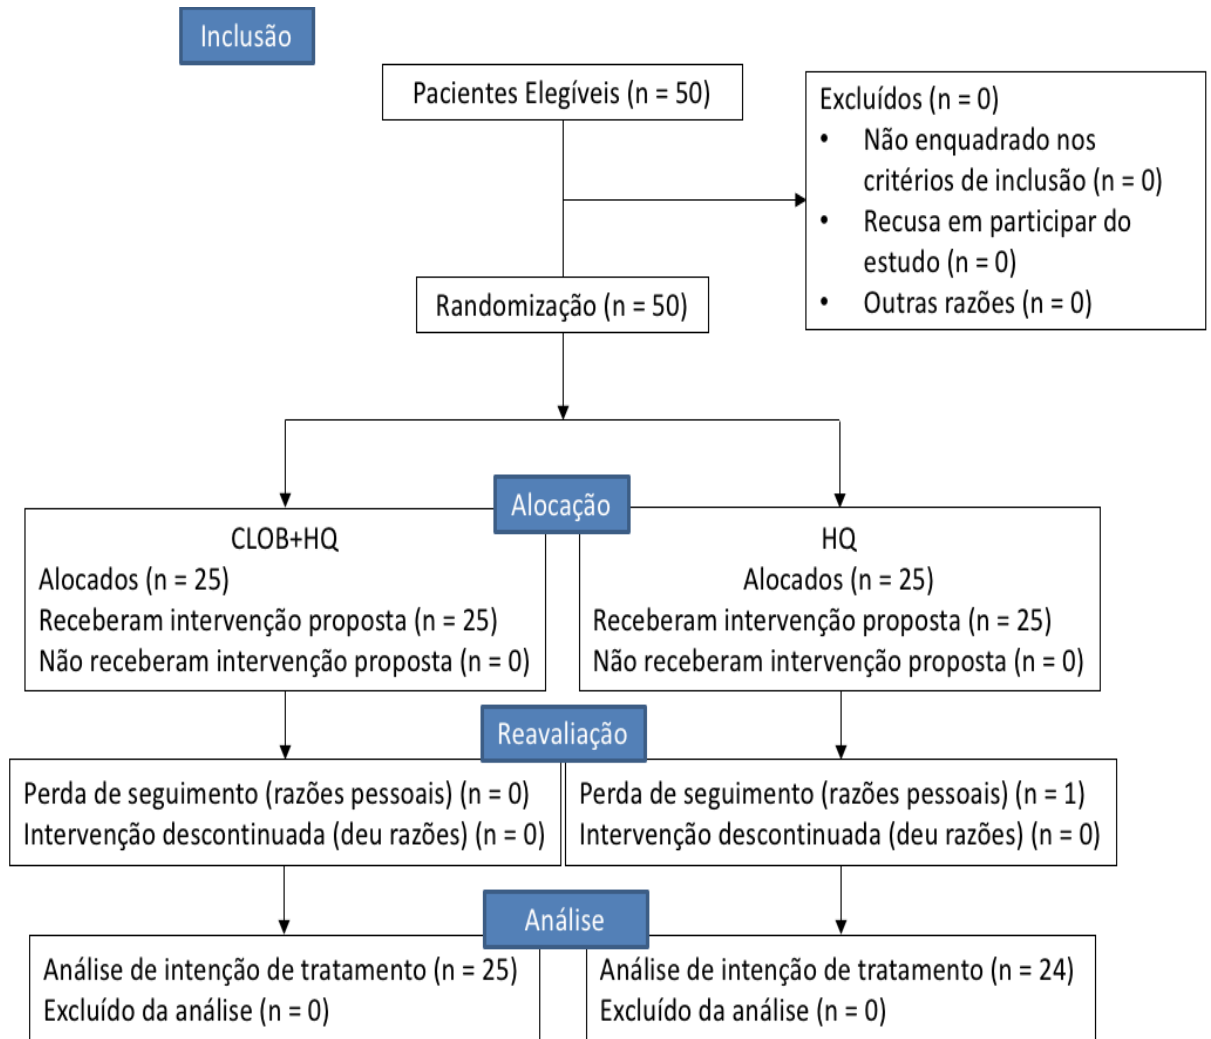 Inclusão
Pacientes Elegíveis (n = 50)
Excluídos (n = 0)
• Não enquadrado nos
critérios de inclusão (n = 0)
• Recusa em participar do
estudo (n = 0)
• Outras razões (n = 0)
Randomização (n = 50)
Alocação
CLOB+HQ
Alocados (n = 25)
Receberam intervenção proposta (n = 25)
Não receberam intervenção proposta (n = 0)
HQ
Alocados (n = 25)
Receberam intervenção proposta (n = 25)
Não receberam intervenção proposta (n = 0)
Reavaliação
Perda de seguimento (razões pessoais) (n = 0)
Intervenção descontinuada (deu razões) (n = 0)
Perda de seguimento (razões pessoais) (n = 1)
Intervenção descontinuada (deu razões) (n = 0)
Análise
Análise de intenção de tratamento (n = 25)
Excluído da análise (n = 0)
Análise de intenção de tratamento (n = 24)
Excluído da análise (n = 0)